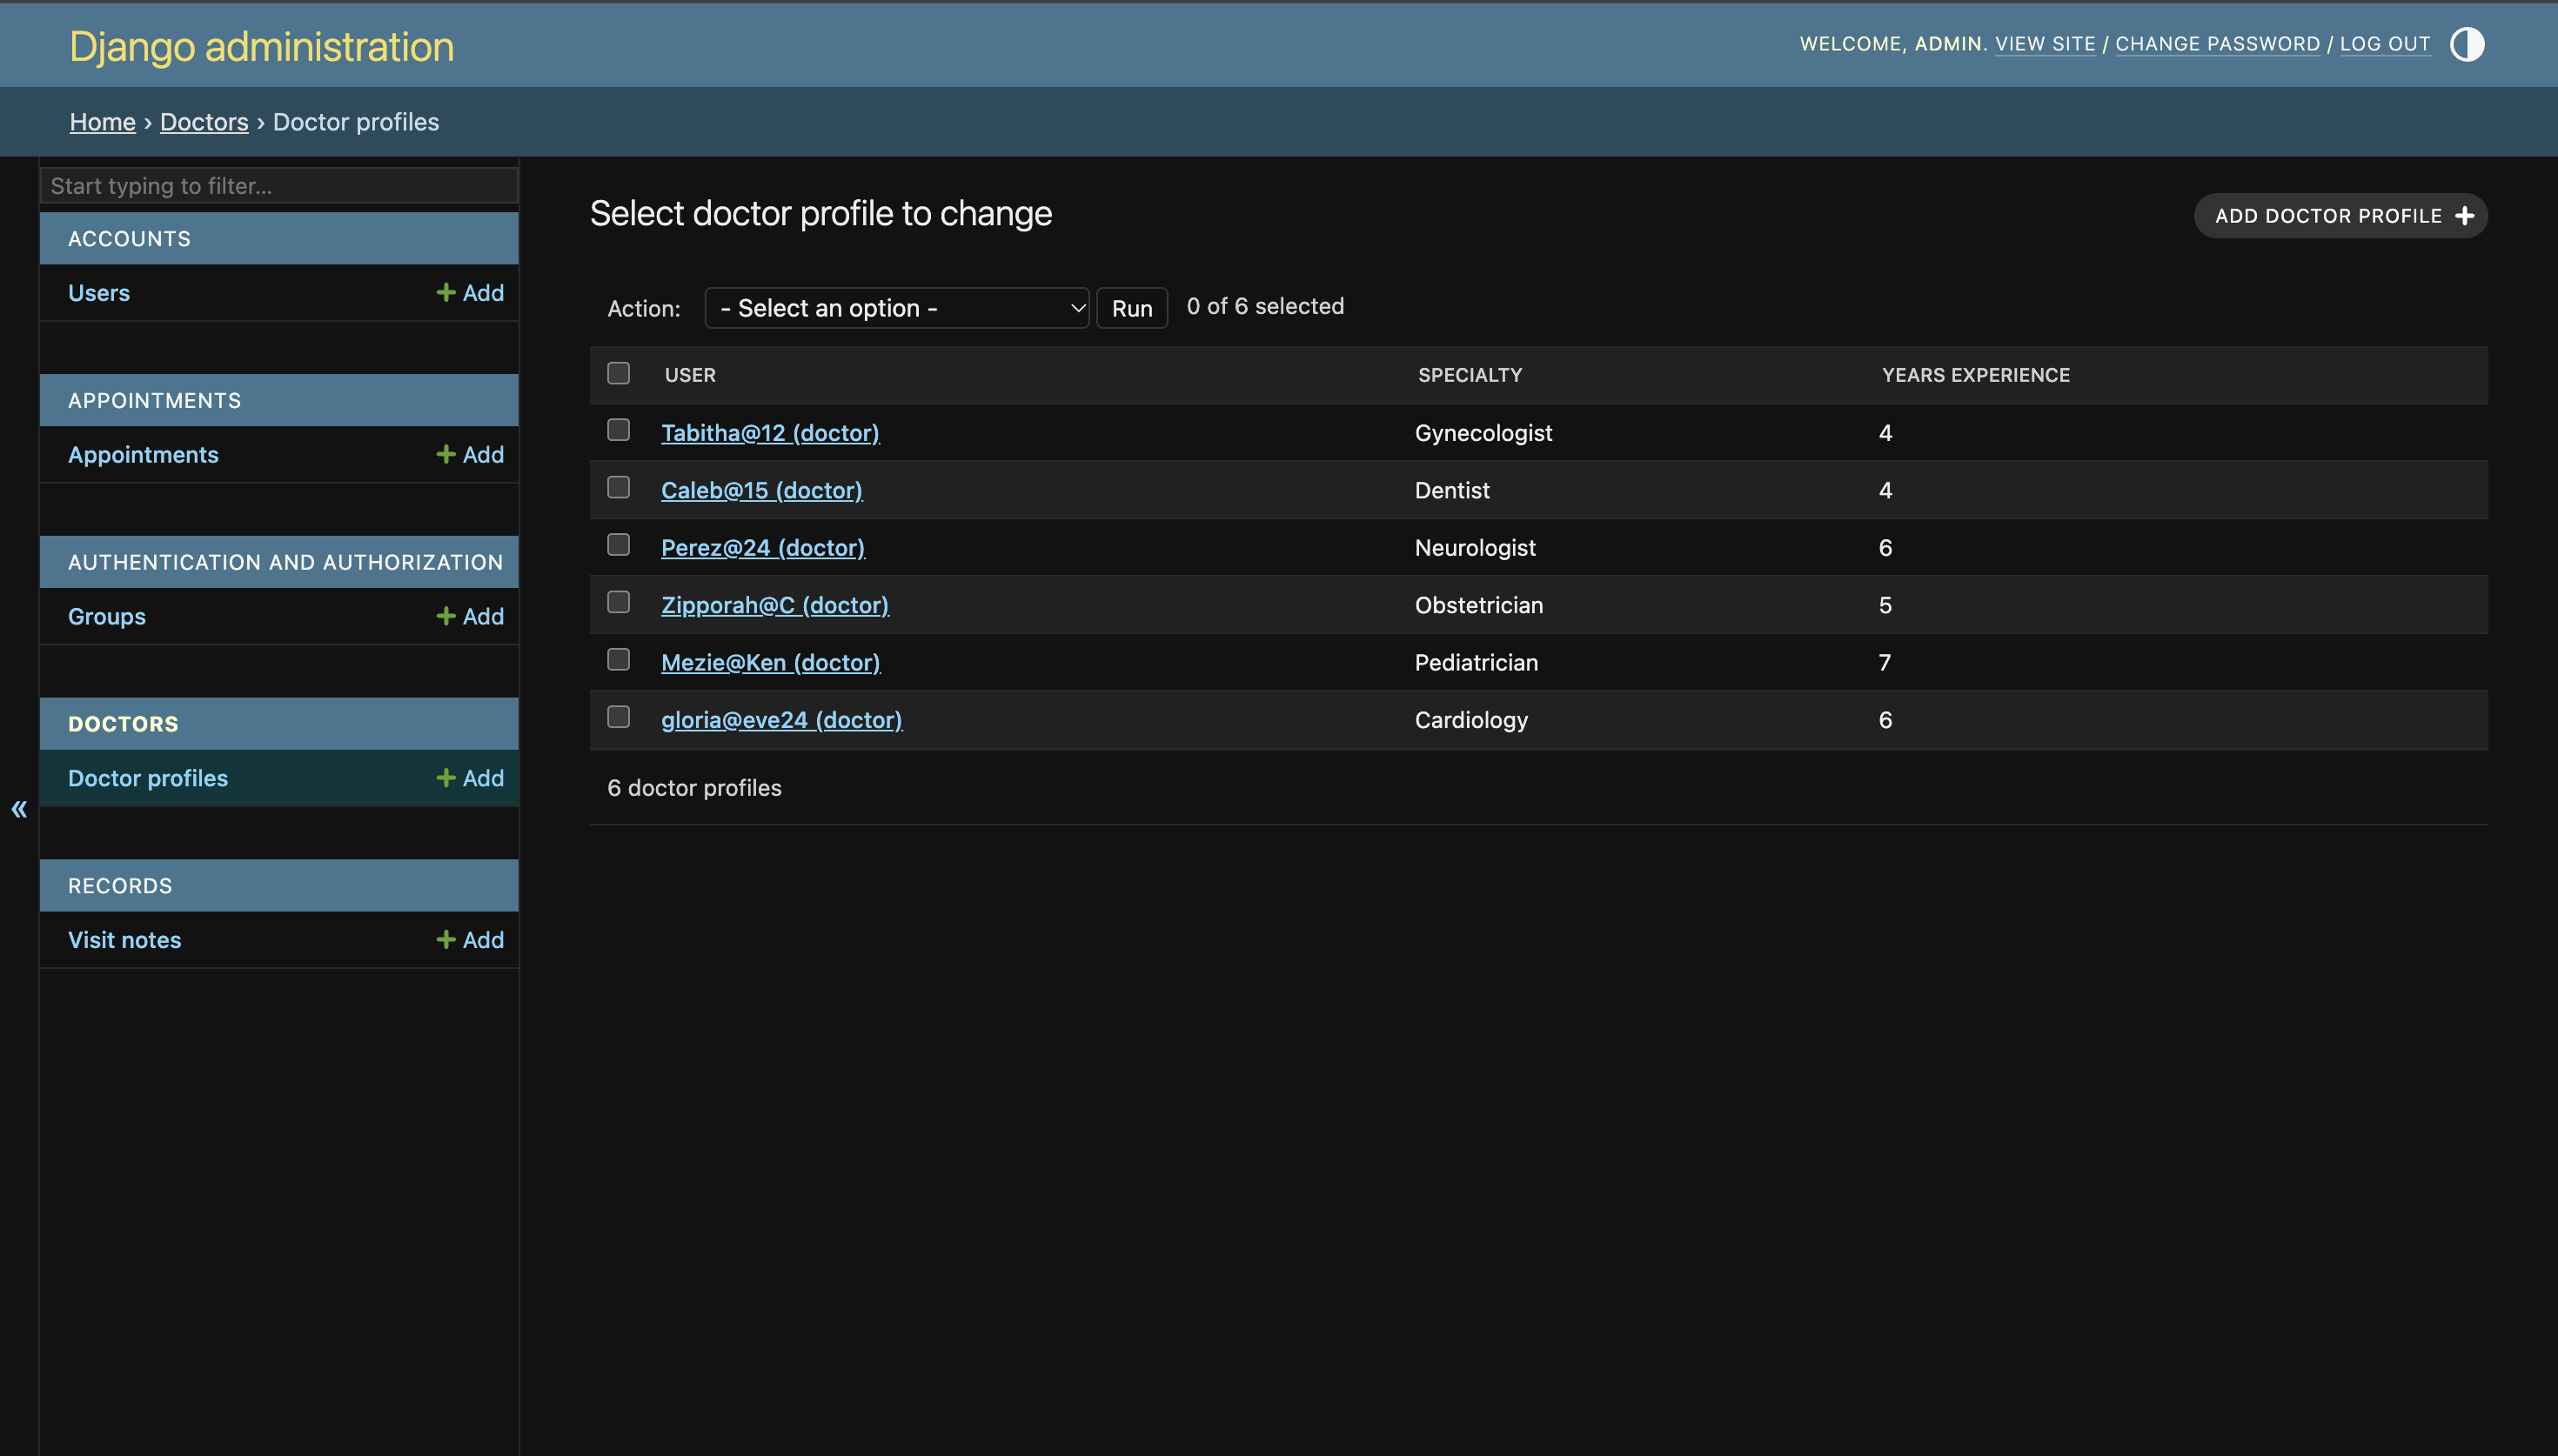 Django administration
WELCOME, ADMIN. VIEW SITE / CHANGE PASSWORD / LOG OUT
Home › Doctors › Doctor profiles
Start typing to filter...
ACCOUNTS
Users + Add
APPOINTMENTS
Appointments + Add
AUTHENTICATION AND AUTHORIZATION
Groups + Add
DOCTORS
Doctor profiles + Add
RECORDS
Visit notes + Add
«
Select doctor profile to change
ADD DOCTOR PROFILE +
Action: - Select an option - Run 0 of 6 selected
USER SPECIALTY YEARS EXPERIENCE
Tabitha@12 (doctor) Gynecologist 4
Caleb@15 (doctor) Dentist 4
Perez@24 (doctor) Neurologist 6
Zipporah@C (doctor) Obstetrician 5
Mezie@Ken (doctor) Pediatrician 7
gloria@eve24 (doctor) Cardiology 6
6 doctor profiles